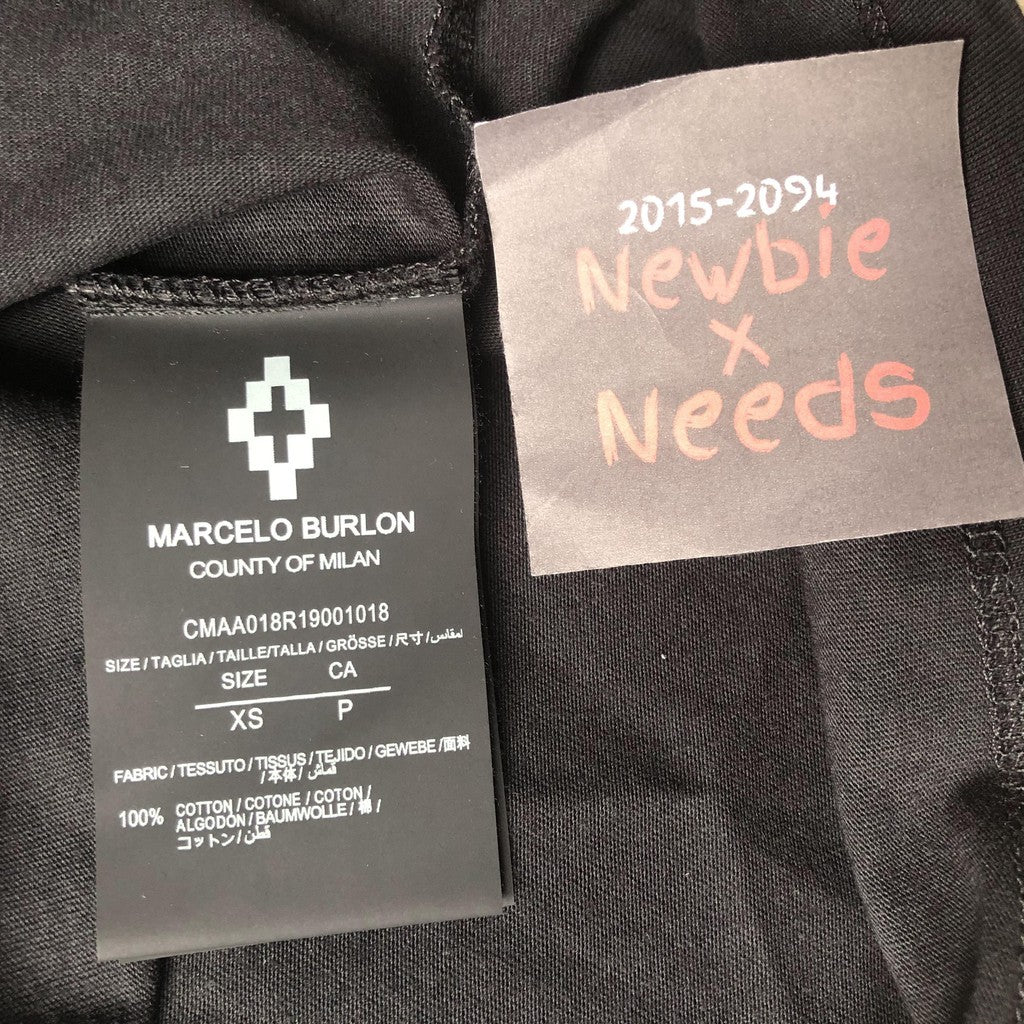 MARCELO BURLON
COUNTY OF MILAN
CMAA018R19001018
SIZE / TAGLIA / TAILLE/TALLA / GRÖSSE / 尺寸 / لمقاس
SIZE CA
XS P
FABRIC / TESSUTO / TISSUS / TEJIDO / GEWEBE /面料
/ 本体 / قماش
100% COTTON / COTONE / COTON /
ALGODÓN / BAUMWOLLE / 棉 /
コットン / قطن
2015-2094
Newbie
x
Needs